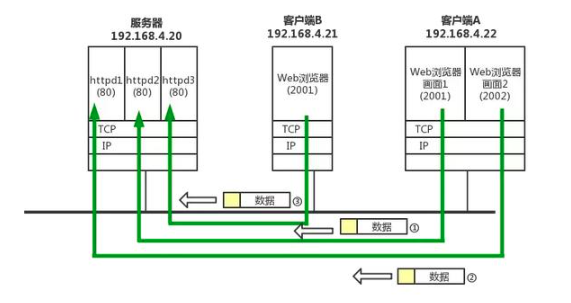 服务器
192.168.4.20
客户端B
192.168.4.21
客户端A
192.168.4.22
httpd1
(80)
httpd2
(80)
httpd3
(80)
Web浏览器
(2001)
Web浏览器
画面1
(2001)
Web浏览器
画面2
(2002)
TCP
IP
TCP
IP
TCP
IP
数据 ③
数据 ①
数据 ②